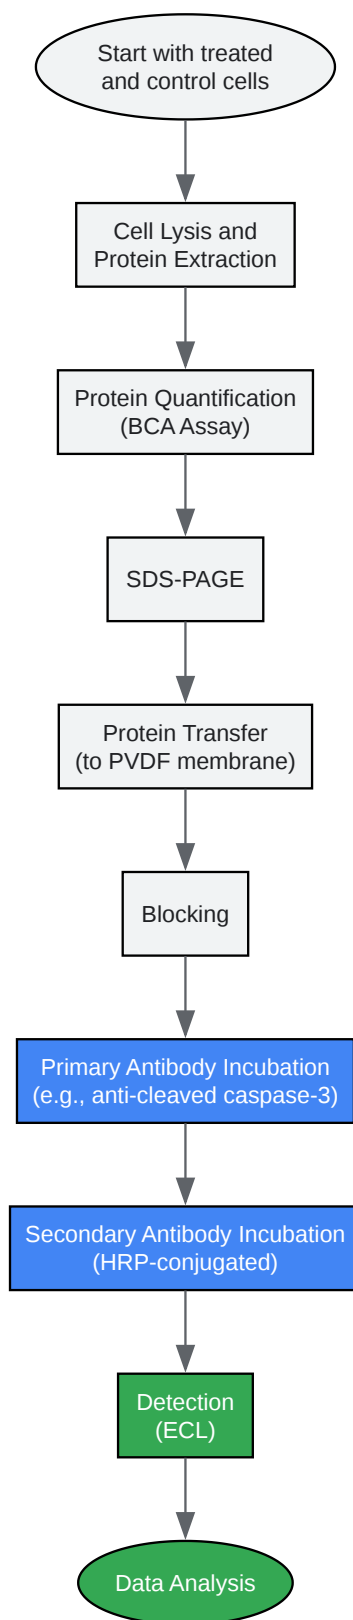 Start with treated
and control cells
Cell Lysis and
Protein Extraction
Protein Quantification
(BCA Assay)
SDS-PAGE
Protein Transfer
(to PVDF membrane)
Blocking
Primary Antibody Incubation
(e.g., anti-cleaved caspase-3)
Secondary Antibody Incubation
(HRP-conjugated)
Detection
(ECL)
Data Analysis